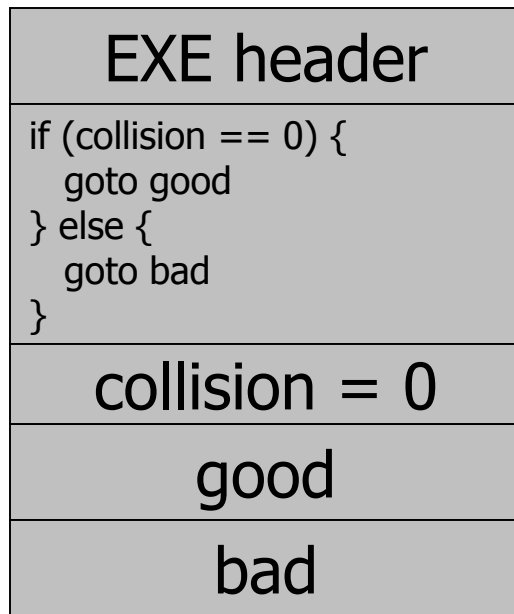 EXE header
if (collision == 0) {
goto good
} else {
goto bad
}
collision = 0
good
bad